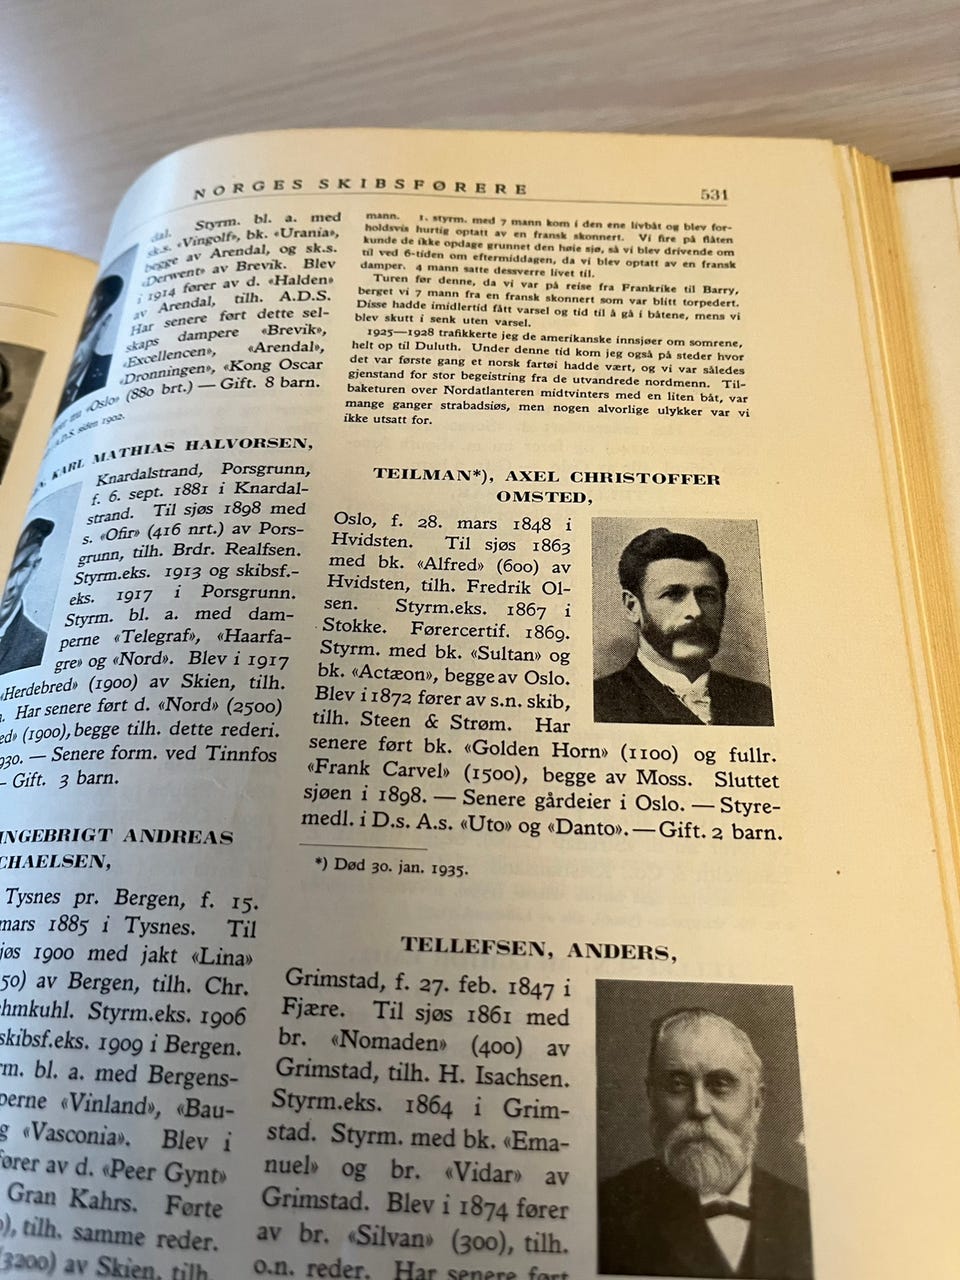 NORGES SKIBSFØRERE
531
dal. Styrm. bl. a. med
sk.s. «Vingolf», bk. «Urania»,
begge av Arendal, og sk.s.
«Derwent» av Brevik. Blev
i 1914 fører av d. «Halden»
av Arendal, tilh. A.D.S.
Har senere ført dette sel-
skaps dampere «Brevik»,
«Excellencen», «Arendal»,
«Dronningen», «Kong Oscar
nu «Oslo» (880 brt.) — Gift. 8 barn.
A.D.S. siden 1902.
KARL MATHIAS HALVORSEN,
Knardalstrand, Porsgrunn,
f. 6. sept. 1881 i Knardal-
strand. Til sjøs 1898 med
s. «Ofir» (416 nrt.) av Pors-
grunn, tilh. Brdr. Realfsen.
Styrm.eks. 1913 og skibsf.-
eks. 1917 i Porsgrunn.
Styrm. bl. a. med dam-
perne «Telegraf», «Haarfa-
gre» og «Nord». Blev i 1917
«Herdebred» (1900) av Skien, tilh.
Har senere ført d. «Nord» (2500)
ed» (1900), begge tilh. dette rederi.
930. — Senere form. ved Tinnfos
— Gift. 3 barn.
INGEBRIGT ANDREAS
CHAELSEN,
Tysnes pr. Bergen, f. 15.
mars 1885 i Tysnes. Til
jøs 1900 med jakt «Lina»
50) av Bergen, tilh. Chr.
ehmkuhl. Styrm.eks. 1906
skibsf.eks. 1909 i Bergen.
rm. bl. a. med Bergens-
perne «Vinland», «Bau-
g «Vasconia». Blev i
fører av d. «Peer Gynt»
Gran Kahrs. Førte
), tilh. samme reder.
(3200) av Skien, tilh.
mann. 1. styrm. med 7 mann kom i den ene livbåt og blev for-
holdsvis hurtig optatt av en fransk skonnert. Vi fire på flåten
kunde de ikke opdage grunnet den høie sjø, så vi blev drivende om
til ved 6-tiden om eftermiddagen, da vi blev optatt av en fransk
damper. 4 mann satte dessverre livet til.
Turen før denne, da vi var på reise fra Frankrike til Barry,
berget vi 7 mann fra en fransk skonnert som var blitt torpedert.
Disse hadde imidlertid fått varsel og tid til å gå i båtene, mens vi
blev skutt i senk uten varsel.
1925—1928 trafikkerte jeg de amerikanske innsjøer om somrene,
helt op til Duluth. Under denne tid kom jeg også på steder hvor
det var første gang et norsk fartøi hadde vært, og vi var således
gjenstand for stor begeistring fra de utvandrede nordmenn. Til-
baketuren over Nordatlanteren midtvinters med en liten båt, var
mange ganger strabadsiøs, men nogen alvorlige ulykker var vi
ikke utsatt for.
TEILMAN*), AXEL CHRISTOFFER
OMSTED,
Oslo, f. 28. mars 1848 i
Hvidsten. Til sjøs 1863
med bk. «Alfred» (600) av
Hvidsten, tilh. Fredrik Ol-
sen. Styrm.eks. 1867 i
Stokke. Førercertif. 1869.
Styrm. med bk. «Sultan» og
bk. «Actæon», begge av Oslo.
Blev i 1872 fører av s.n. skib,
tilh. Steen & Strøm. Har
senere ført bk. «Golden Horn» (1100) og fullr.
«Frank Carvel» (1500), begge av Moss. Sluttet
sjøen i 1898. — Senere gårdeier i Oslo. — Styre-
medl. i D.s. A.s. «Uto» og «Danto». — Gift. 2 barn.
*) Død 30. jan. 1935.
TELLEFSEN, ANDERS,
Grimstad, f. 27. feb. 1847 i
Fjære. Til sjøs 1861 med
br. «Nomaden» (400) av
Grimstad, tilh. H. Isachsen.
Styrm.eks. 1864 i Grim-
stad. Styrm. med bk. «Ema-
nuel» og br. «Vidar» av
Grimstad. Blev i 1874 fører
av br. «Silvan» (300), tilh.
o.n. reder. Har senere ført